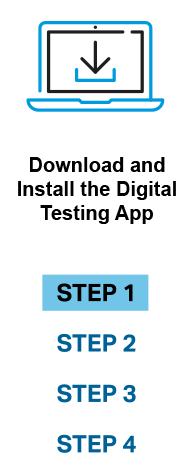 Download and
Install the Digital
Testing App
STEP 1
STEP 2
STEP 3
STEP 4